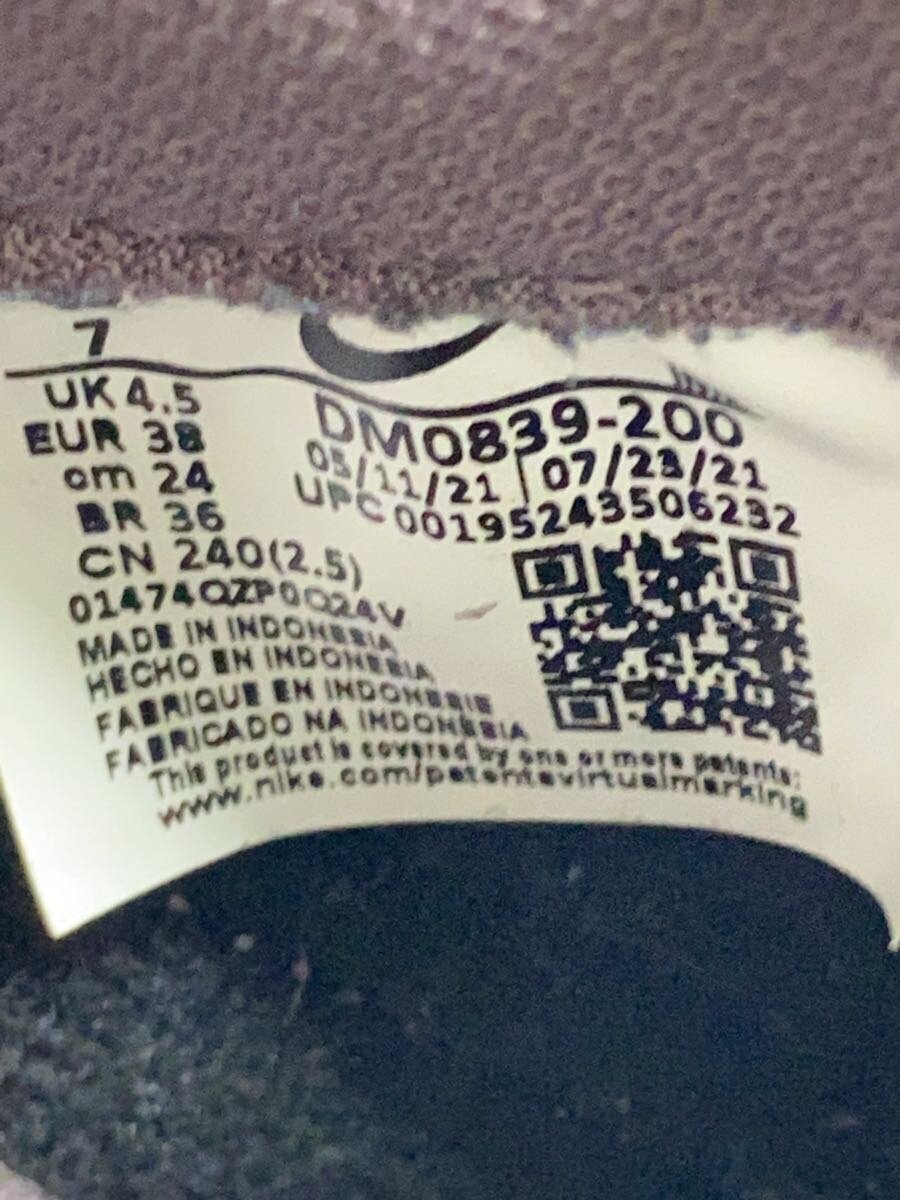 7
UK 4.5
EUR 38
cm 24
BR 36
CN 240(2.5)
DM0839-200
05/11/21 07/23/21
UPC 00195243506232
01474QZP0Q24V
MADE IN INDONESIA
HECHO EN INDONESIA
FABRIQUE EN INDONESIE
FABRICADO NA INDONESIA
This product is covered by one or more patents:
www.nike.com/patentsvirtualmarking